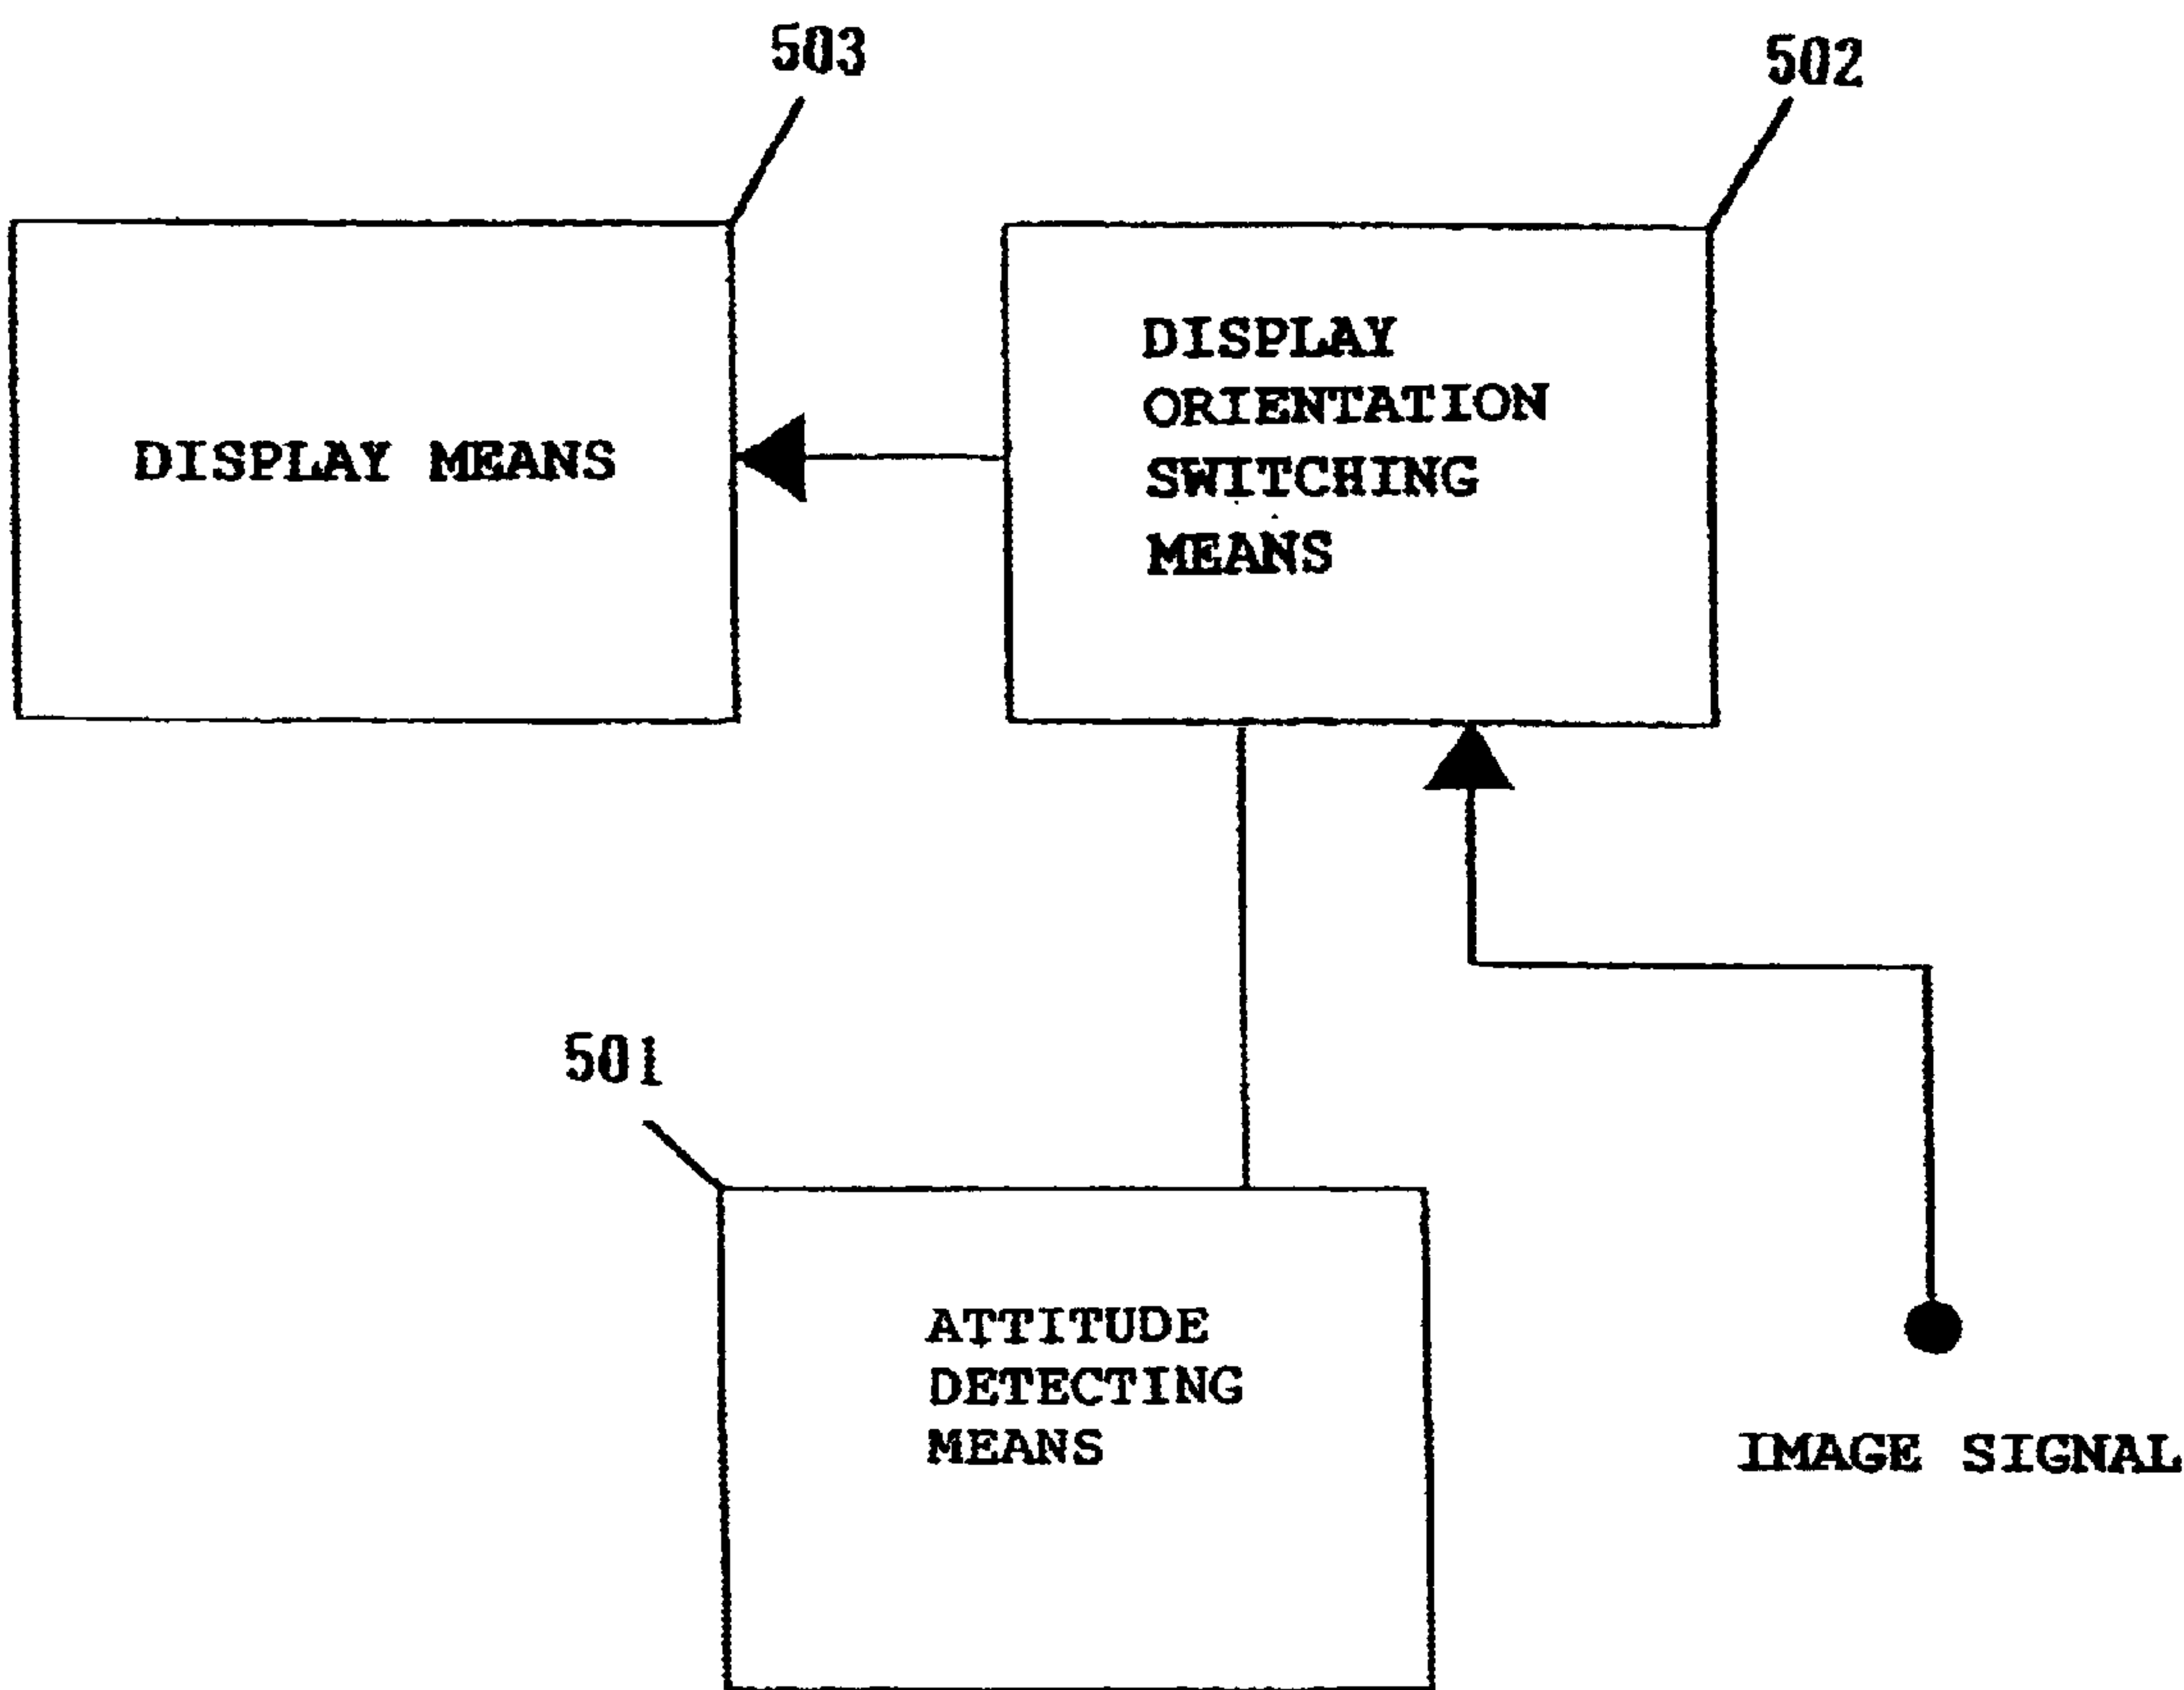 503
502
DISPLAY MEANS
DISPLAY
ORIENTATION
SWITCHING
MEANS
501
ATTITUDE
DETECTING
MEANS
IMAGE SIGNAL